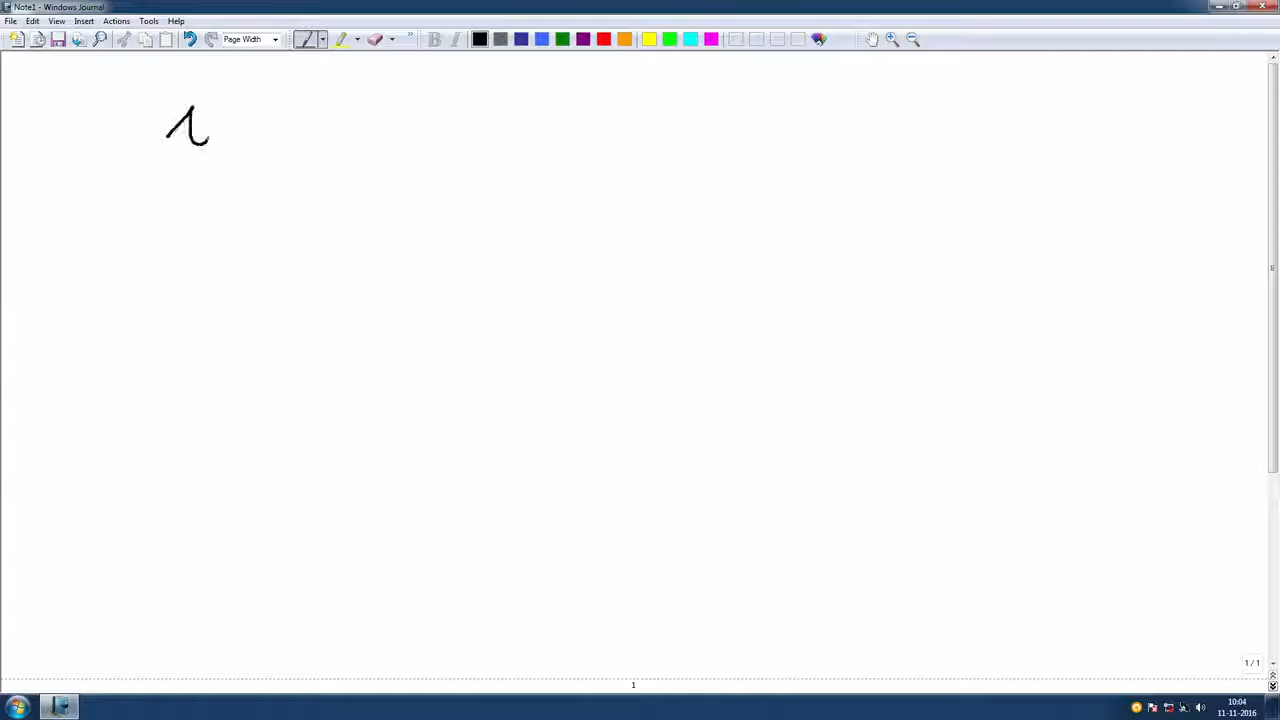 Note1 - Windows Journal
File Edit View Insert Actions Tools Help
Page Width
B I
1 / 1
1
10:04
11-11-2016